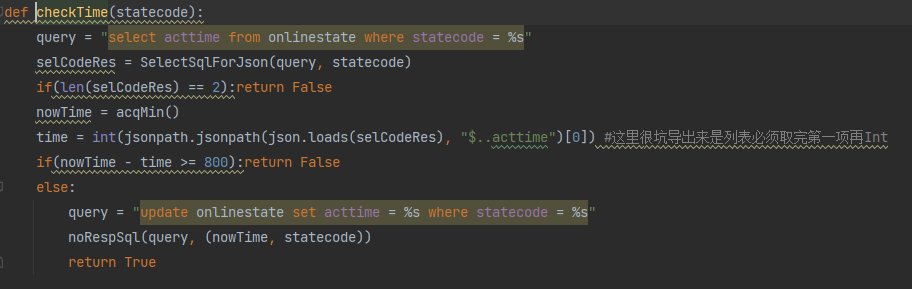 def checkTime(statecode):
    query = "select acttime from onlinestate where statecode = %s"
    selCodeRes = SelectSqlForJson(query, statecode)
    if(len(selCodeRes) == 2):return False
    nowTime = acqMin()
    time = int(jsonpath.jsonpath(json.loads(selCodeRes), "$..acttime")[0]) #这里很坑导出来是列表必须取完第一项再Int
    if(nowTime - time >= 800):return False
    else:
        query = "update onlinestate set acttime = %s where statecode = %s"
        noRespSql(query, (nowTime, statecode))
        return True